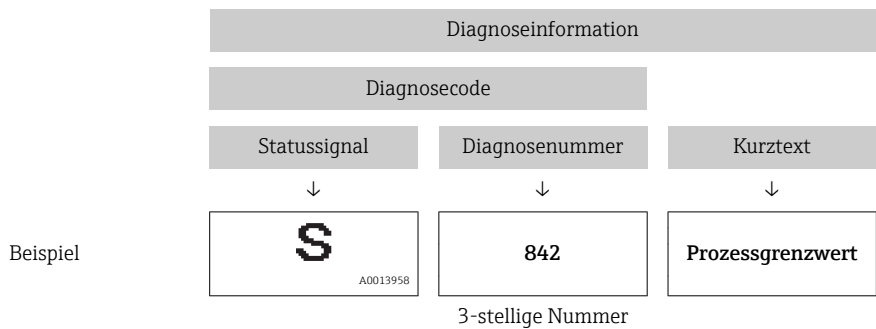 Diagnoseinformation
Diagnosecode
Statussignal Diagnosenummer Kurztext
↓ ↓ ↓
Beispiel S 842 Prozessgrenzwert
A0013958
3-stellige Nummer